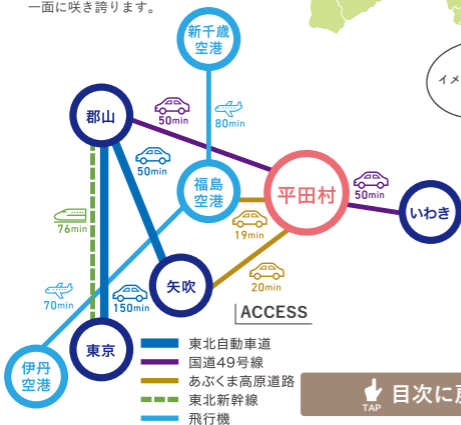 一面に咲き誇ります。
新千歳
空港
イメ
郡山
50min
80min
50min
福島
空港
平田村
50min
いわき
76min
19min
20min
70min
150min
矢吹
ACCESS
東京
伊丹
空港
東北自動車道
国道49号線
あぶくま高原道路
東北新幹線
飛行機
TAP
目次に戻